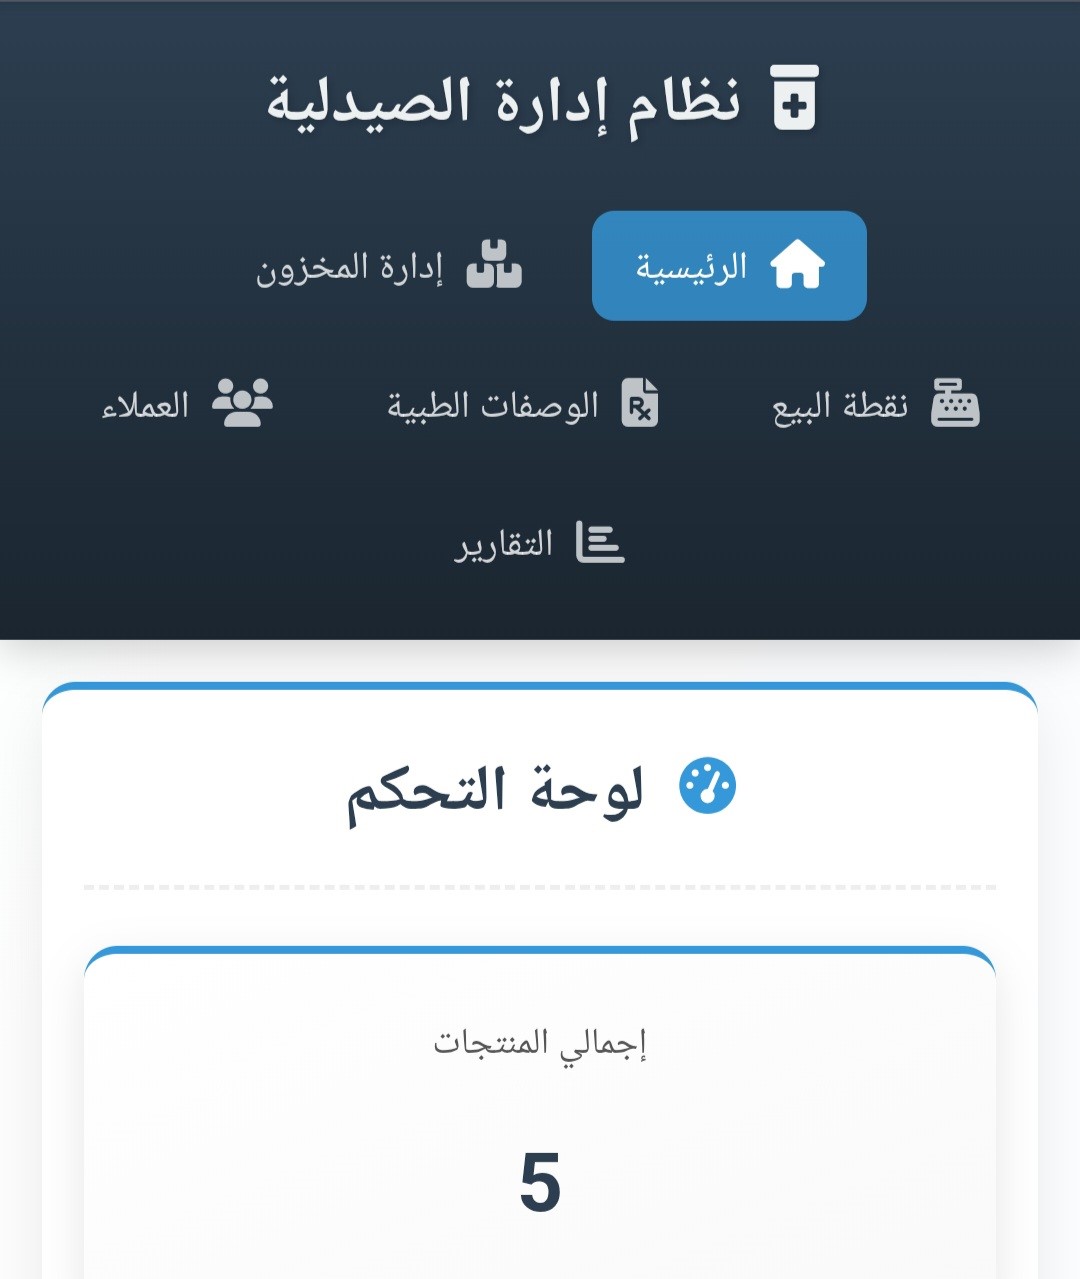 نظام إدارة الصيدلية
الرئيسية
إدارة المخزون
نقطة البيع
الوصفات الطبية
العملاء
التقارير
لوحة التحكم
إجمالي المنتجات
5